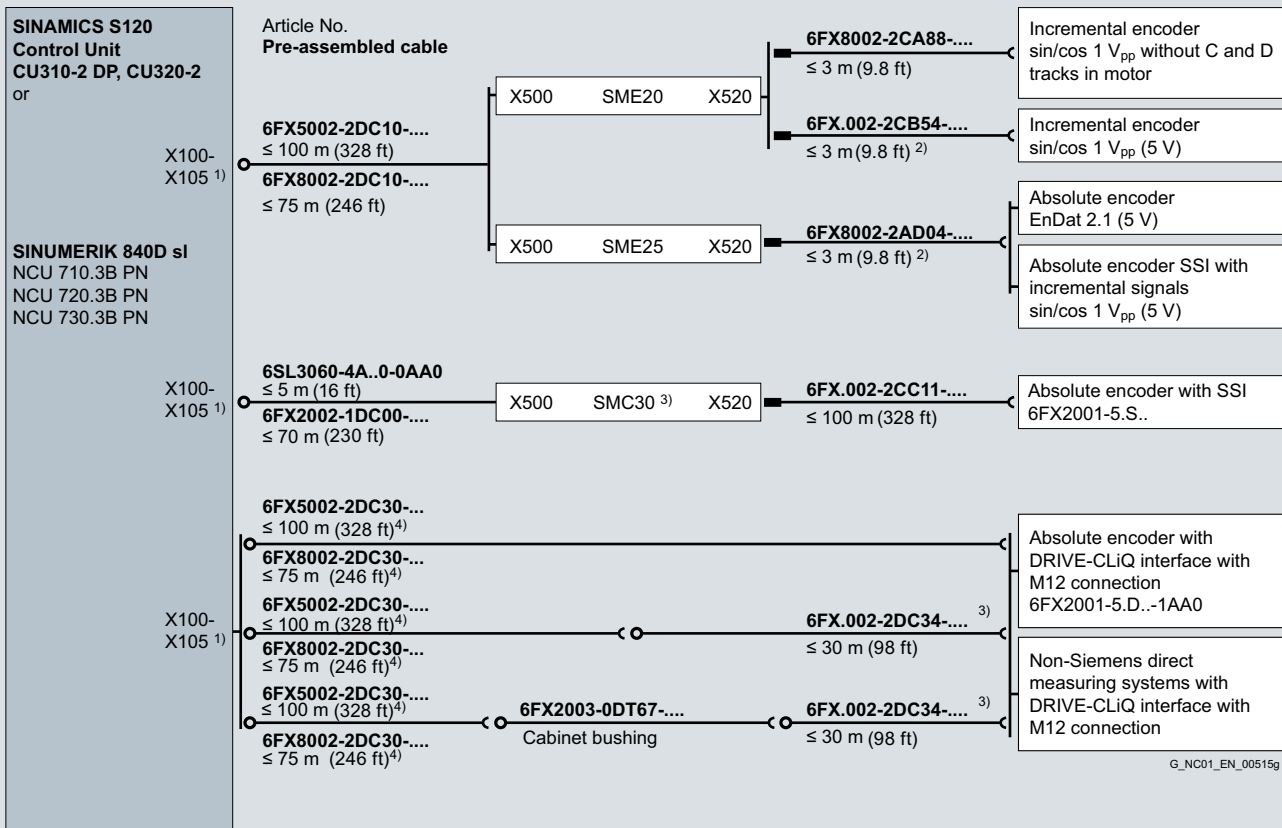 SINAMICS S120
Control Unit
CU310-2 DP, CU320-2
or
X100-
X105 1)
SINUMERIK 840D sl
NCU 710.3B PN
NCU 720.3B PN
NCU 730.3B PN
X100-
X105 1)
X100-
X105 1)
Article No.
Pre-assembled cable
6FX5002-2DC10-....
≤ 100 m (328 ft)
6FX8002-2DC10-....
≤ 75 m (246 ft)
X500 SME20 X520
6FX8002-2CA88-....
≤ 3 m (9.8 ft)
Incremental encoder
sin/cos 1 Vpp without C and D
tracks in motor
6FX.002-2CB54-....
≤ 3 m (9.8 ft) 2)
Incremental encoder
sin/cos 1 Vpp (5 V)
X500 SME25 X520
6FX8002-2AD04-....
≤ 3 m (9.8 ft) 2)
Absolute encoder
EnDat 2.1 (5 V)
Absolute encoder SSI with
incremental signals
sin/cos 1 Vpp (5 V)
6SL3060-4A..0-0AA0
≤ 5 m (16 ft)
6FX2002-1DC00-....
≤ 70 m (230 ft)
X500 SMC30 3) X520
6FX.002-2CC11-....
≤ 100 m (328 ft)
Absolute encoder with SSI
6FX2001-5.S..
6FX5002-2DC30-...
≤ 100 m (328 ft)4)
6FX8002-2DC30-...
≤ 75 m (246 ft)4)
6FX5002-2DC30-....
≤ 100 m (328 ft)4)
6FX8002-2DC30-...
≤ 75 m (246 ft)4)
6FX.002-2DC34-.... 3)
≤ 30 m (98 ft)
6FX5002-2DC30-....
≤ 100 m (328 ft)4)
6FX8002-2DC30-....
≤ 75 m (246 ft)4)
6FX2003-0DT67-....
Cabinet bushing
6FX.002-2DC34-.... 3)
≤ 30 m (98 ft)
Absolute encoder with
DRIVE-CLiQ interface with
M12 connection
6FX2001-5.D..-1AA0
Non-Siemens direct
measuring systems with
DRIVE-CLiQ interface with
M12 connection
G_NC01_EN_00515g